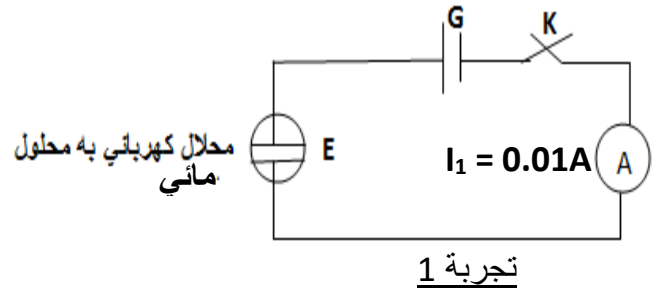 G
K
محلال كهربائي به محلول
مائي.
E
I₁ = 0.01A
A
تجربة 1